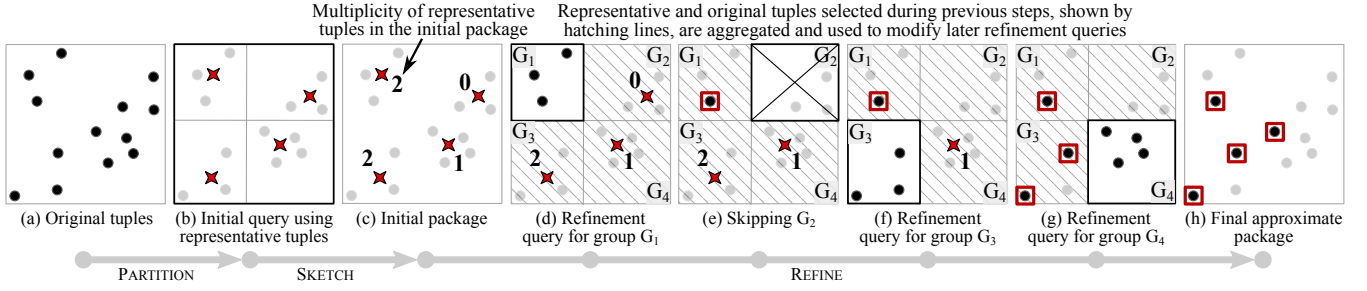 Multiplicity of representative
tuples in the initial package
Representative and original tuples selected during previous steps, shown by
hatching lines, are aggregated and used to modify later refinement queries
2
0
2
1
G1
G2
0
G3
2
1
G4
G1
G3
2
1
G4
G1
G2
G3
1
G4
G1
G2
G3
G4
(a) Original tuples
(b) Initial query using
representative tuples
(c) Initial package
(d) Refinement
query for group G1
(e) Skipping G2
(f) Refinement
query for group G3
(g) Refinement
query for group G4
(h) Final approximate
package
PARTITION
SKETCH
REFINE